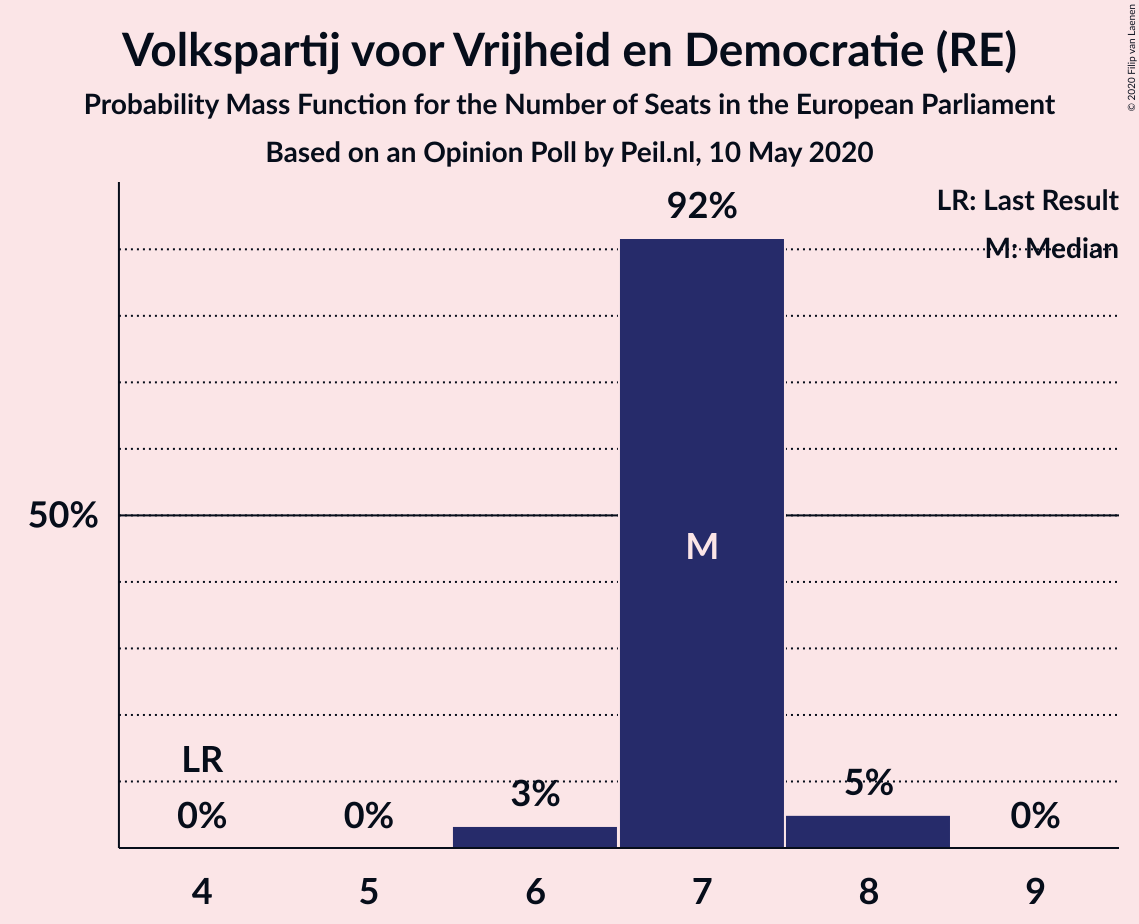 Volkspartij voor Vrijheid en Democratie (RE)
Probability Mass Function for the Number of Seats in the European Parliament
Based on an Opinion Poll by Peil.nl, 10 May 2020
© 2020 Filip van Laenen
LR: Last Result
M: Median
92%
50%
M
LR
0%
0%
3%
5%
0%
4
5
6
7
8
9